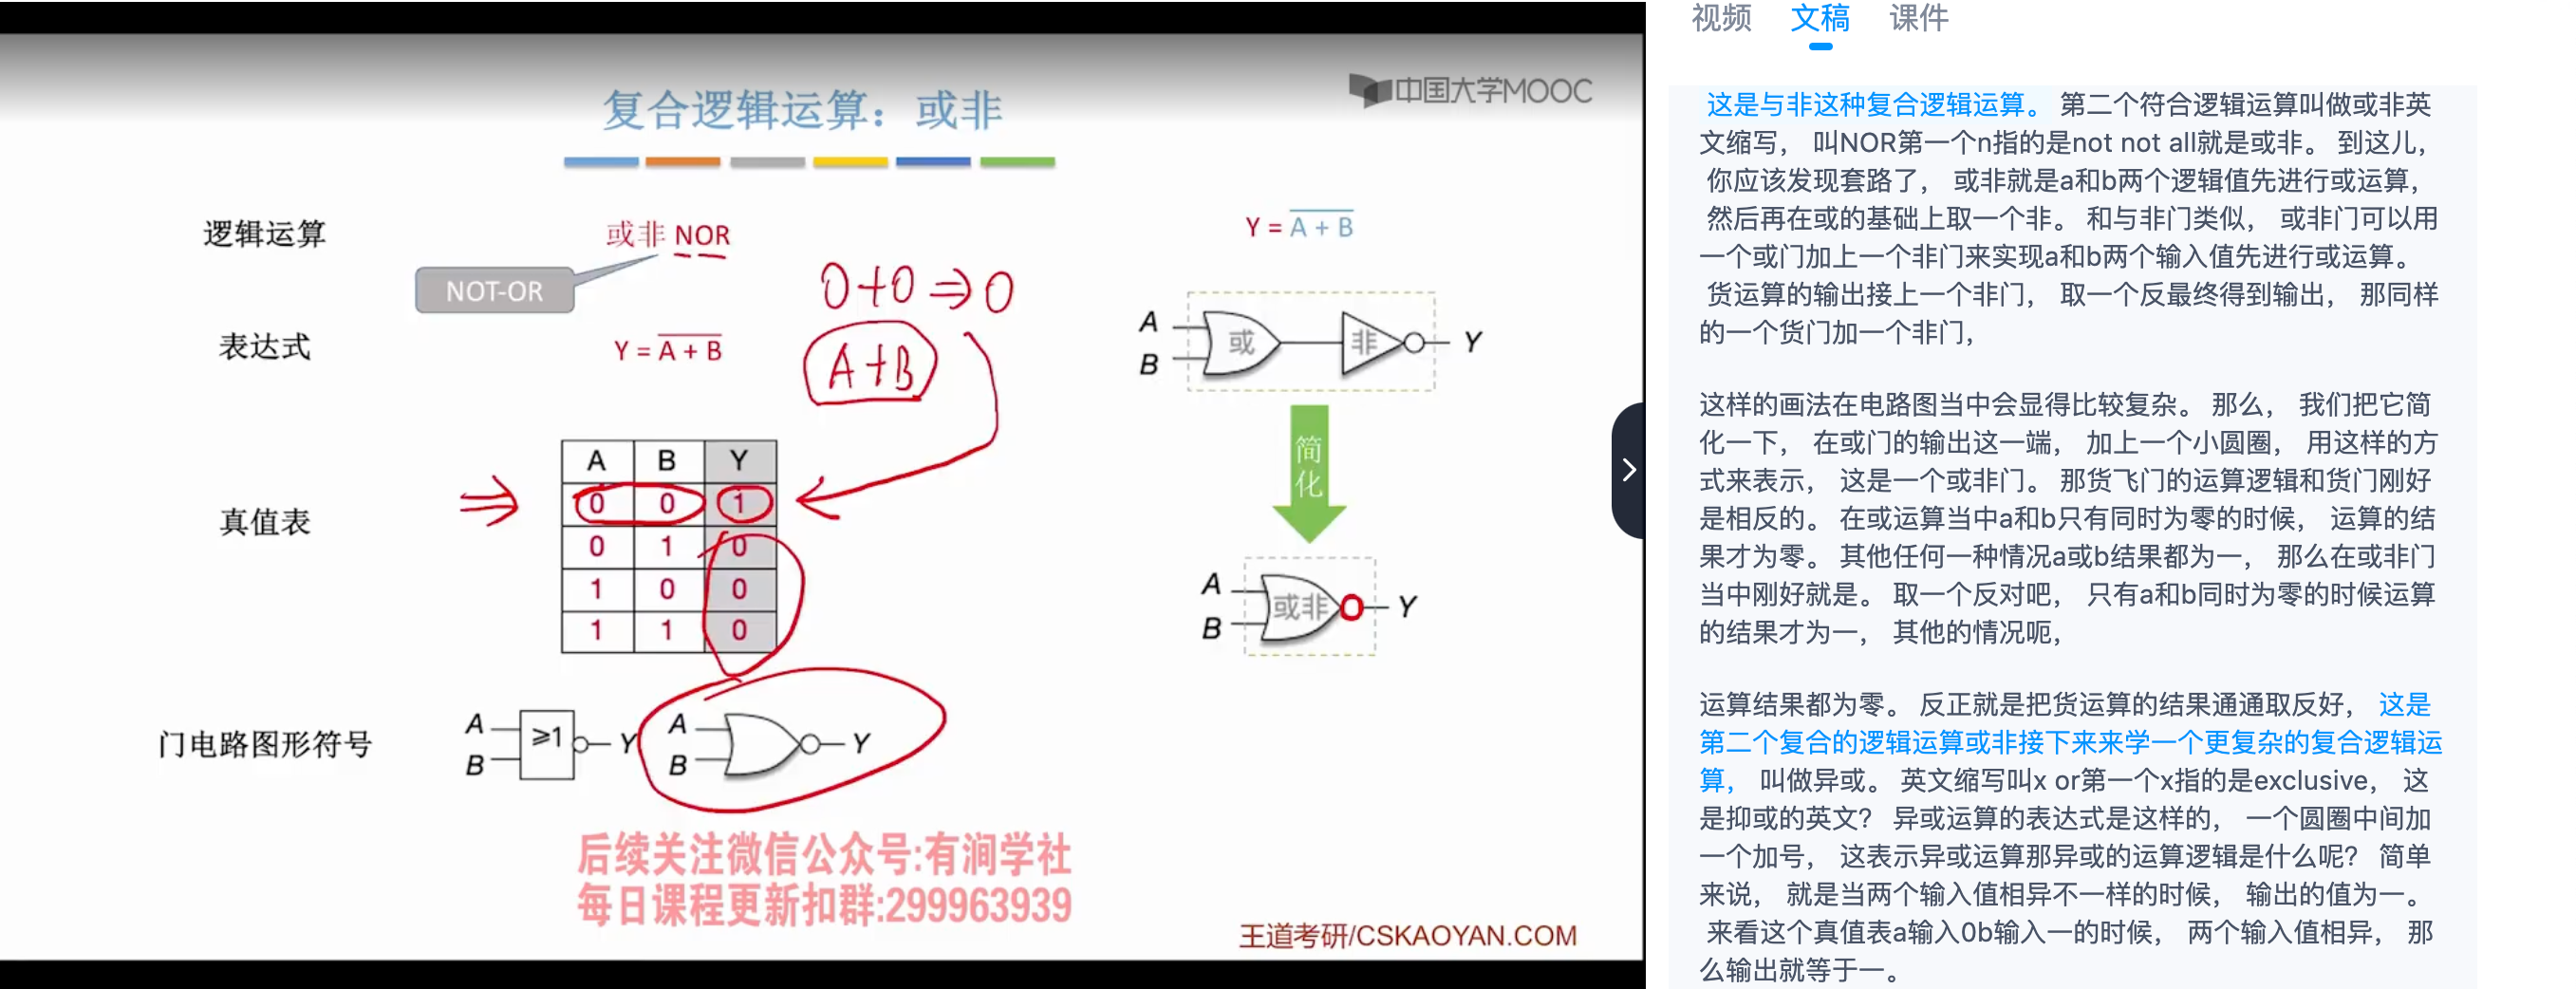 中国大学MOOC
复合逻辑运算：或非
逻辑运算
或非 NOR
NOT-OR
表达式
Y = \overline{A + B}
0+0⇒0
A+B
真值表
A B Y
0 0 1
0 1 0
1 0 0
1 1 0
门电路图形符号
A
B
≥1
Y
A
B
Y
Y = \overline{A + B}
A
B
或
非
Y
简
化
A
B
或非
Y
后续关注微信公众号:有涧学社
每日课程更新扣群:299963939
王道考研/CSKAOYAN.COM
视频 文稿 课件
这是与非这种复合逻辑运算。 第二个符合逻辑运算叫做或非英
文缩写， 叫NOR第一个n指的是not not all就是或非。 到这儿，
你应该发现套路了， 或非就是a和b两个逻辑值先进行或运算，
然后再在或的基础上取一个非。 和与非门类似， 或非门可以用
一个或门加上一个非门来实现a和b两个输入值先进行或运算。
货运算的输出接上一个非门， 取一个反最终得到输出， 那同样
的一个货门加一个非门，
这样的画法在电路图当中会显得比较复杂。 那么， 我们把它简
化一下， 在或门的输出这一端， 加上一个小圆圈， 用这样的方
式来表示， 这是一个或非门。 那货飞门的运算逻辑和货门刚好
是相反的。 在或运算当中a和b只有同时为零的时候， 运算的结
果才为零。 其他任何一种情况a或b结果都为一， 那么在或非门
当中刚好就是。 取一个反对吧， 只有a和b同时为零的时候运算
的结果才为一， 其他的情况呃，
运算结果都为零。 反正就是把货运算的结果通通取反好， 这是
第二个复合的逻辑运算或非接下来来学一个更复杂的复合逻辑运
算， 叫做异或。 英文缩写叫x or第一个x指的是exclusive， 这
是抑或的英文？ 异或运算的表达式是这样的， 一个圆圈中间加
一个加号， 这表示异或运算那异或的运算逻辑是什么呢？ 简单
来说， 就是当两个输入值相异不一样的时候， 输出的值为一。
来看这个真值表a输入0b输入一的时候， 两个输入值相异， 那
么输出就等于一。